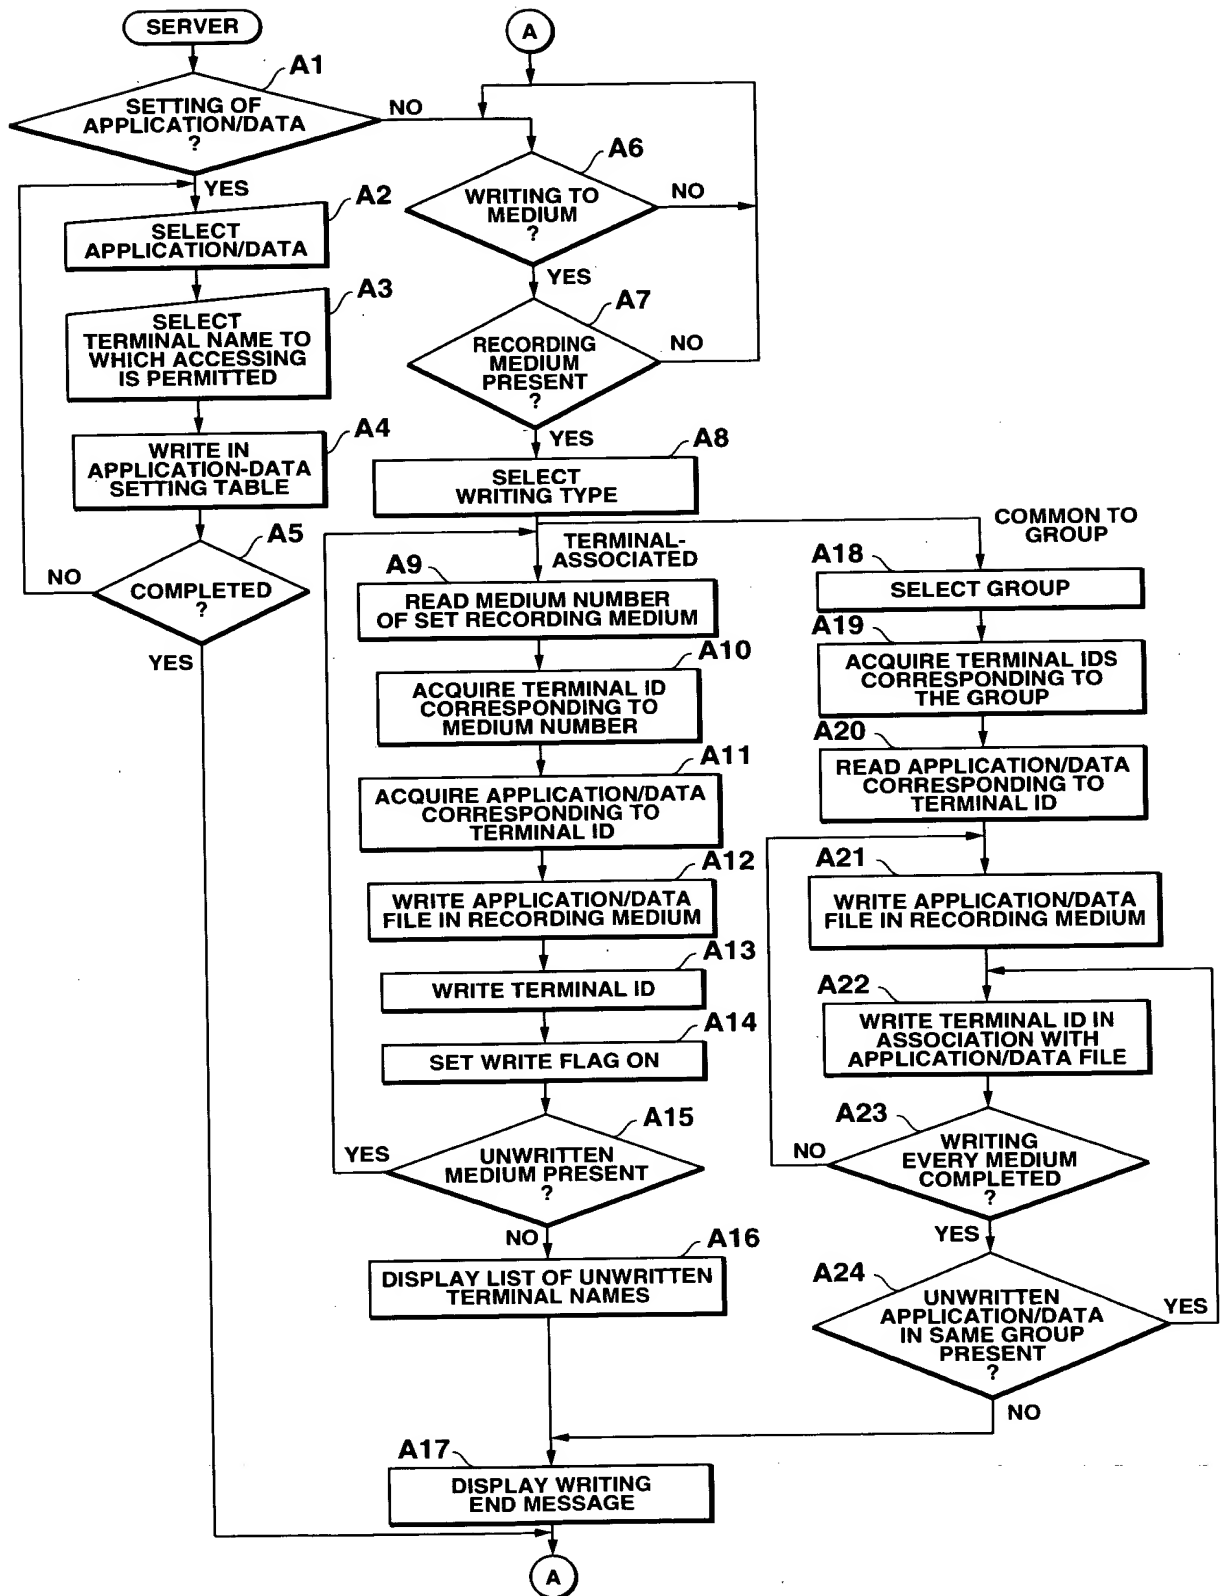 SERVER
A1
SETTING OF
APPLICATION/DATA
?
NO
YES
A2
SELECT
APPLICATION/DATA
A3
SELECT
TERMINAL NAME TO
WHICH ACCESSING
IS PERMITTED
A4
WRITE IN
APPLICATION-DATA
SETTING TABLE
A5
COMPLETED
?
NO
YES
A
A6
WRITING TO
MEDIUM
?
NO
YES
A7
RECORDING
MEDIUM
PRESENT
?
NO
YES
A8
SELECT
WRITING TYPE
TERMINAL-
ASSOCIATED
COMMON TO
GROUP
A9
READ MEDIUM NUMBER
OF SET RECORDING MEDIUM
A10
ACQUIRE TERMINAL ID
CORRESPONDING TO
MEDIUM NUMBER
A11
ACQUIRE APPLICATION/DATA
CORRESPONDING TO
TERMINAL ID
A12
WRITE APPLICATION/DATA
FILE IN RECORDING MEDIUM
A13
WRITE TERMINAL ID
A14
SET WRITE FLAG ON
A15
UNWRITTEN
MEDIUM PRESENT
?
YES
NO
A16
DISPLAY LIST OF UNWRITTEN
TERMINAL NAMES
A17
DISPLAY WRITING
END MESSAGE
A
A18
SELECT GROUP
A19
ACQUIRE TERMINAL IDS
CORRESPONDING TO
THE GROUP
A20
READ APPLICATION/DATA
CORRESPONDING TO
TERMINAL ID
A21
WRITE APPLICATION/DATA
FILE IN RECORDING MEDIUM
A22
WRITE TERMINAL ID IN
ASSOCIATION WITH
APPLICATION/DATA FILE
A23
WRITING
EVERY MEDIUM
COMPLETED
?
NO
YES
A24
UNWRITTEN
APPLICATION/DATA
IN SAME GROUP
PRESENT
?
YES
NO